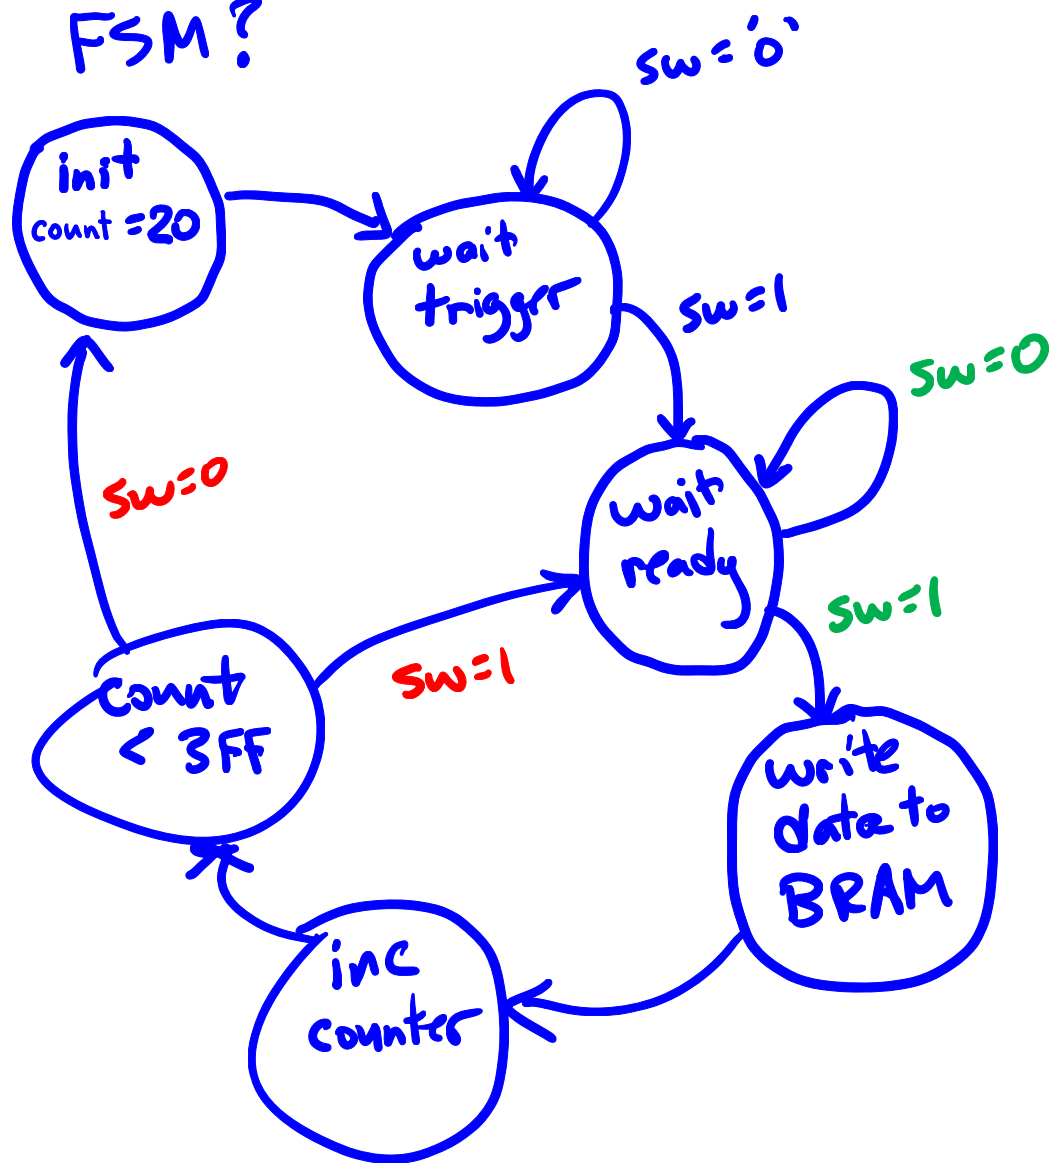 FSM?
sw='0'
init
count=20
wait
trigger
sw=1
sw=0
wait
ready
sw=0
sw=1
sw=1
count
< 3FF
write
data to
BRAM
inc
counter